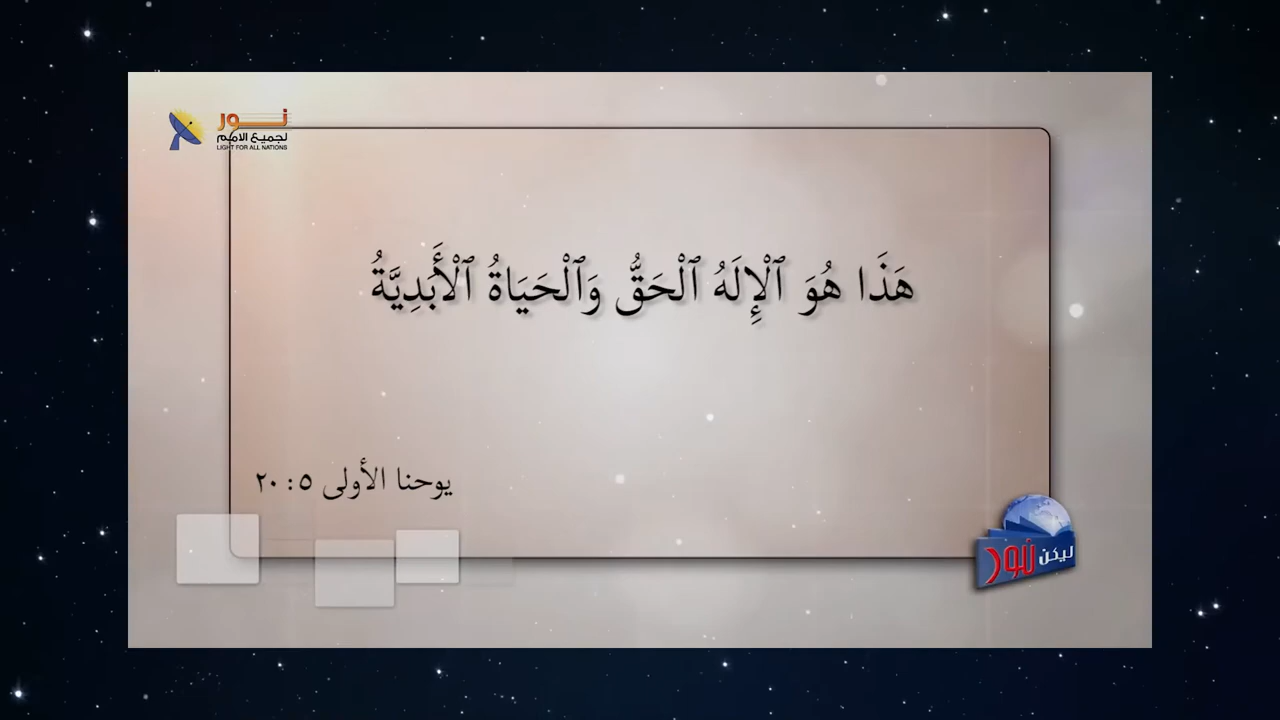 نور
لجميع الامم
LIGHT FOR ALL NATIONS
هَذَا هُوَ ٱلْإِلَهُ ٱلْحَقُّ وَٱلْحَيَاةُ ٱلْأَبَدِيَّةُ
يوحنا الأولى ٥: ٢٠
ليكن نور